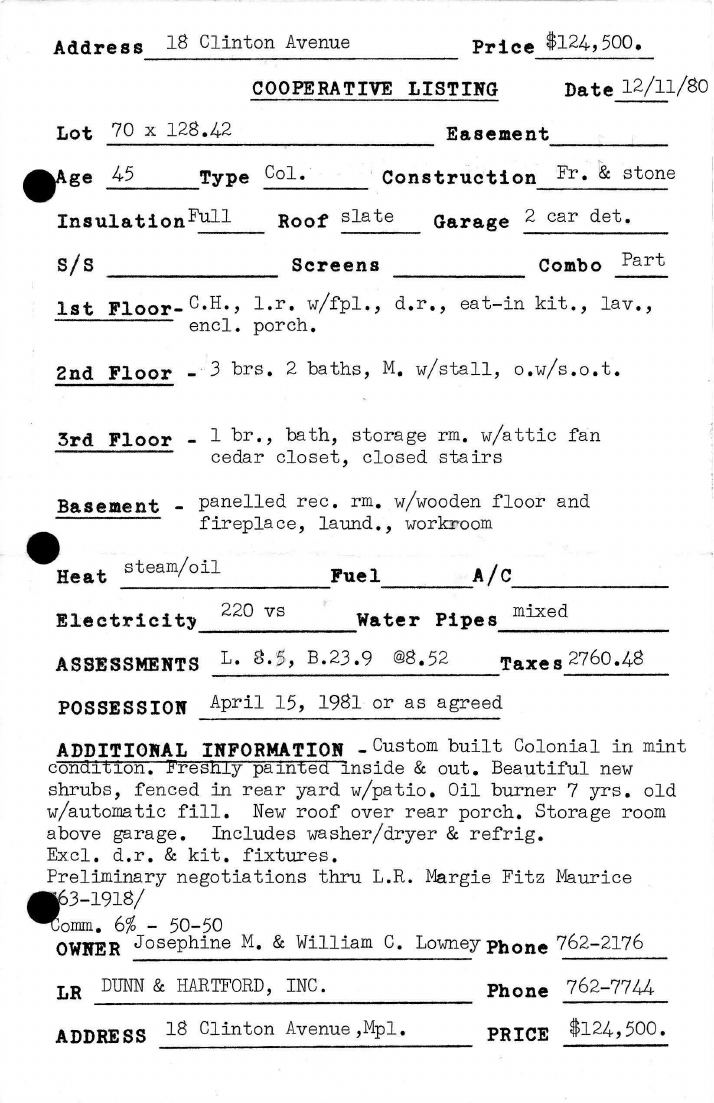 Address 18 Clinton Avenue Price $124,500.
COOPERATIVE LISTING Date 12/11/80
Lot 70 x 128.42 Easement
Age 45 Type Col. Construction Fr. & stone
Insulation Full Roof slate Garage 2 car det.
S/S Screens Combo Part
1st Floor- C.H., l.r. w/fpl., d.r., eat-in kit., lav.,
encl. porch.
2nd Floor - 3 brs. 2 baths, M. w/stall, o.w/s.o.t.
3rd Floor - 1 br., bath, storage rm. w/attic fan
cedar closet, closed stairs
Basement - panelled rec. rm. w/wooden floor and
fireplace, laund., workroom
Heat steam/oil Fuel A/C
Electricity 220 vs Water Pipes mixed
ASSESSMENTS L. 8.5, B.23.9 @8.52 Taxes 2760.48
POSSESSION April 15, 1981 or as agreed
ADDITIONAL INFORMATION - Custom built Colonial in mint
condition. Freshly painted inside & out. Beautiful new
shrubs, fenced in rear yard w/patio. Oil burner 7 yrs. old
w/automatic fill. New roof over rear porch. Storage room
above garage. Includes washer/dryer & refrig.
Excl. d.r. & kit. fixtures.
Preliminary negotiations thru L.R. Margie Fitz Maurice
63-1918/
Comm. 6% - 50-50
OWNER Josephine M. & William C. Lowney Phone 762-2176
LR DUNN & HARTFORD, INC. Phone 762-7744
ADDRESS 18 Clinton Avenue,Mpl. PRICE $124,500.